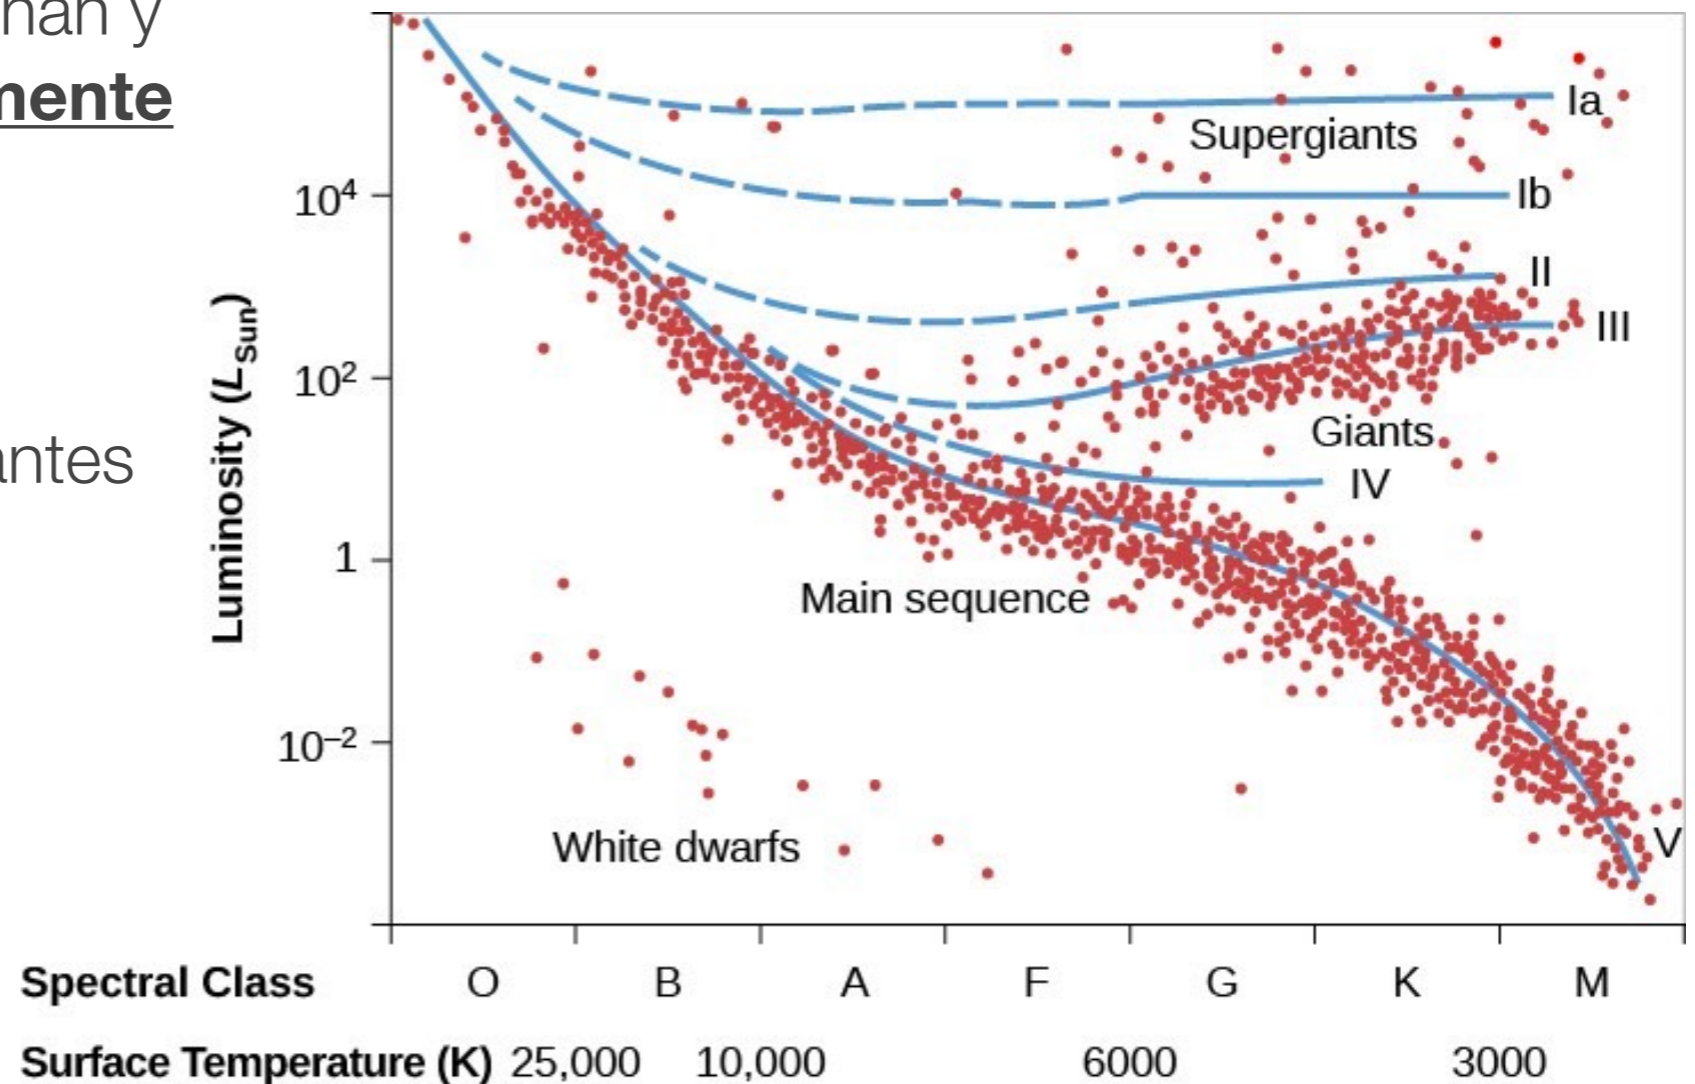 y
mente
antes
Luminosity (L_Sun)
10⁴
10²
1
10⁻²
Ia
Supergiants
Ib
II
III
Giants
IV
Main sequence
White dwarfs
V
Spectral Class O B A F G K M
Surface Temperature (K) 25,000 10,000 6000 3000